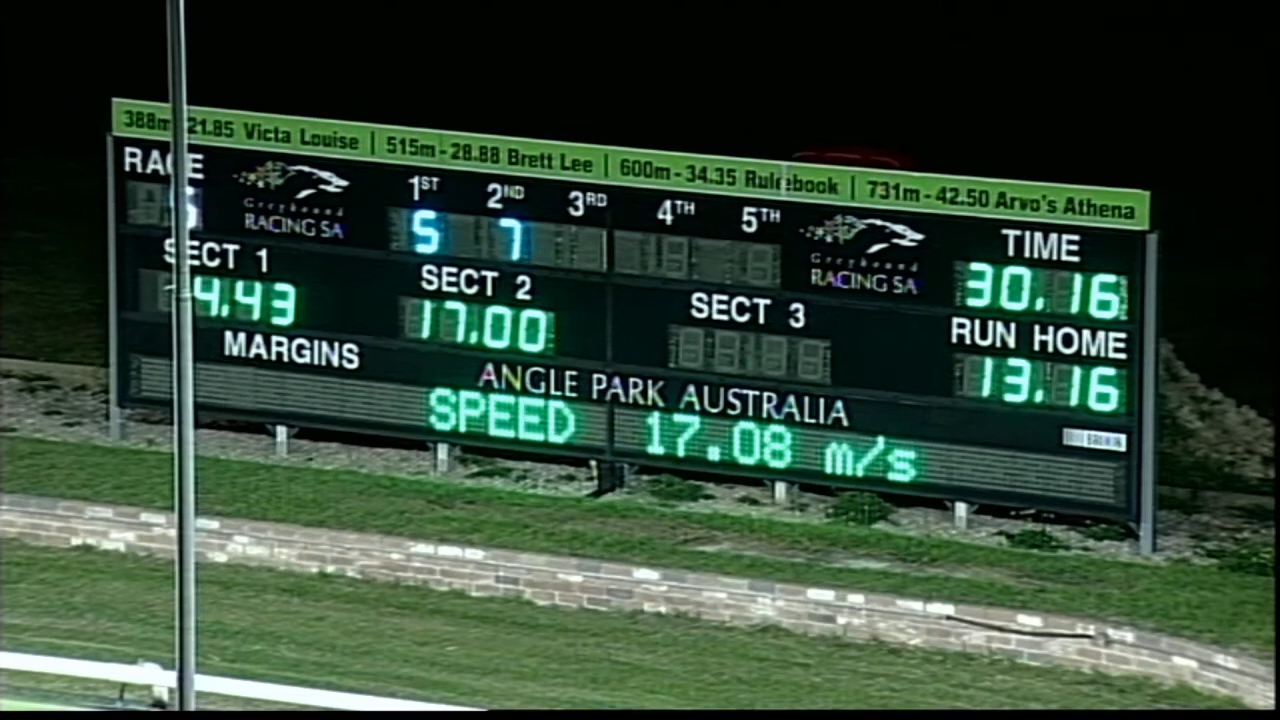 388m 21.85 Victa Louise | 515m-28.88 Brett Lee | 600m-34.35 Rulebook | 731m-42.50 Arvo's Athena
RACE
Greyhound
RACING SA
1ST 2ND 3RD 4TH 5TH
5 7
Greyhound
RACING SA
TIME
30.16
SECT 1
4.43
SECT 2
17.00
SECT 3
RUN HOME
13.16
MARGINS
ANGLE PARK AUSTRALIA
SPEED 17.08 m/s